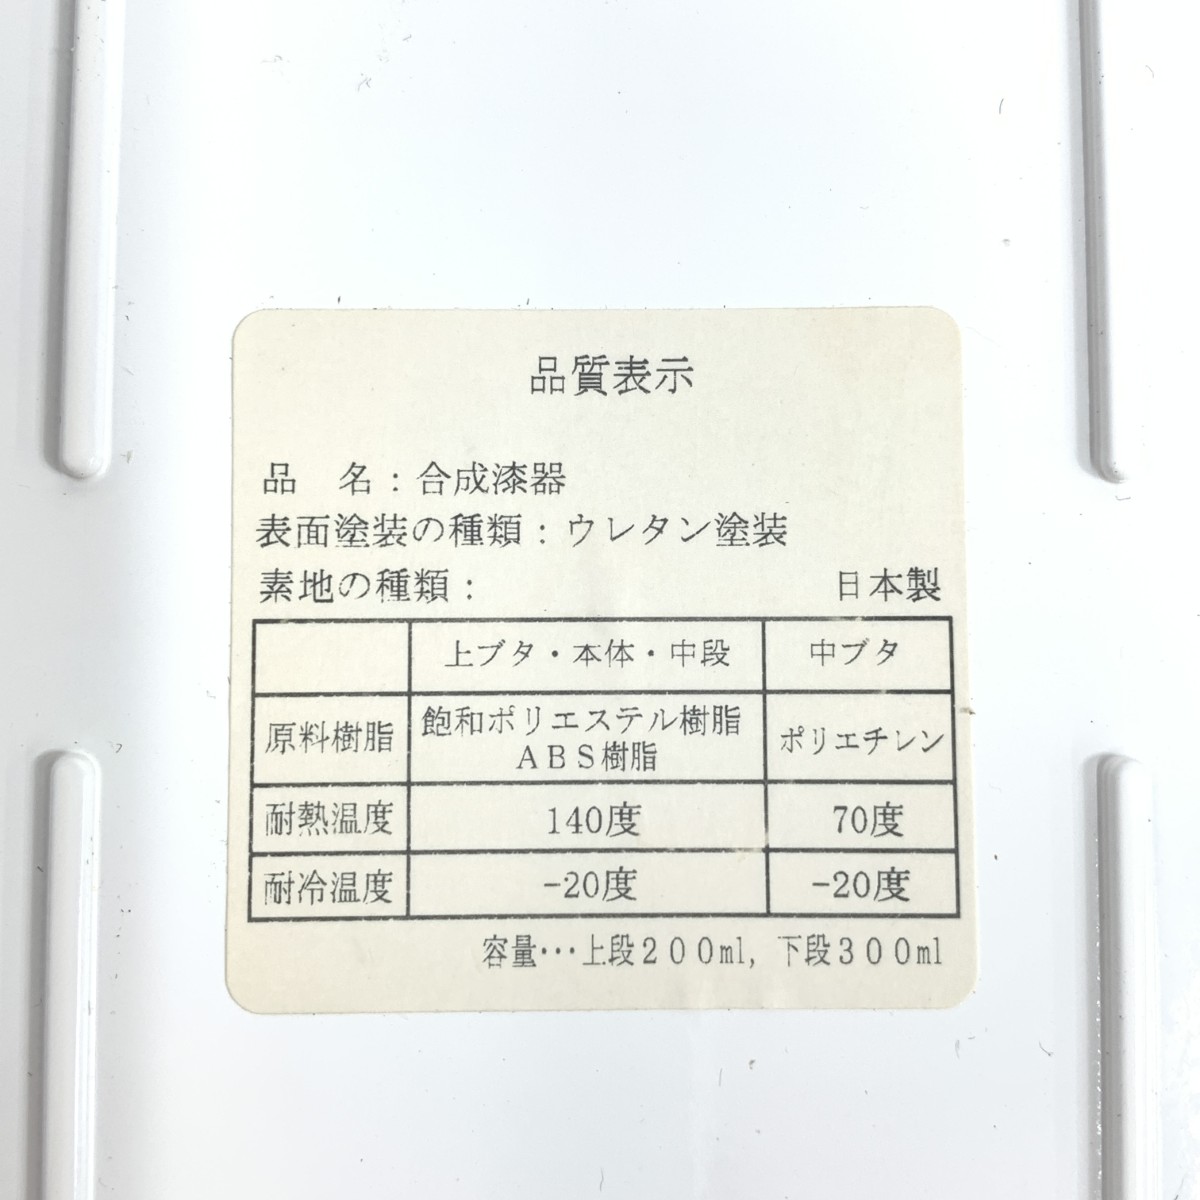 品質表示
品　名：合成漆器
表面塗装の種類：ウレタン塗装
素地の種類：　日本製
上ブタ・本体・中段　中ブタ
原料樹脂　飽和ポリエステル樹脂　ポリエチレン
ＡＢＳ樹脂
耐熱温度　140度　70度
耐冷温度　-20度　-20度
容量…上段２００ml, 下段３００ml